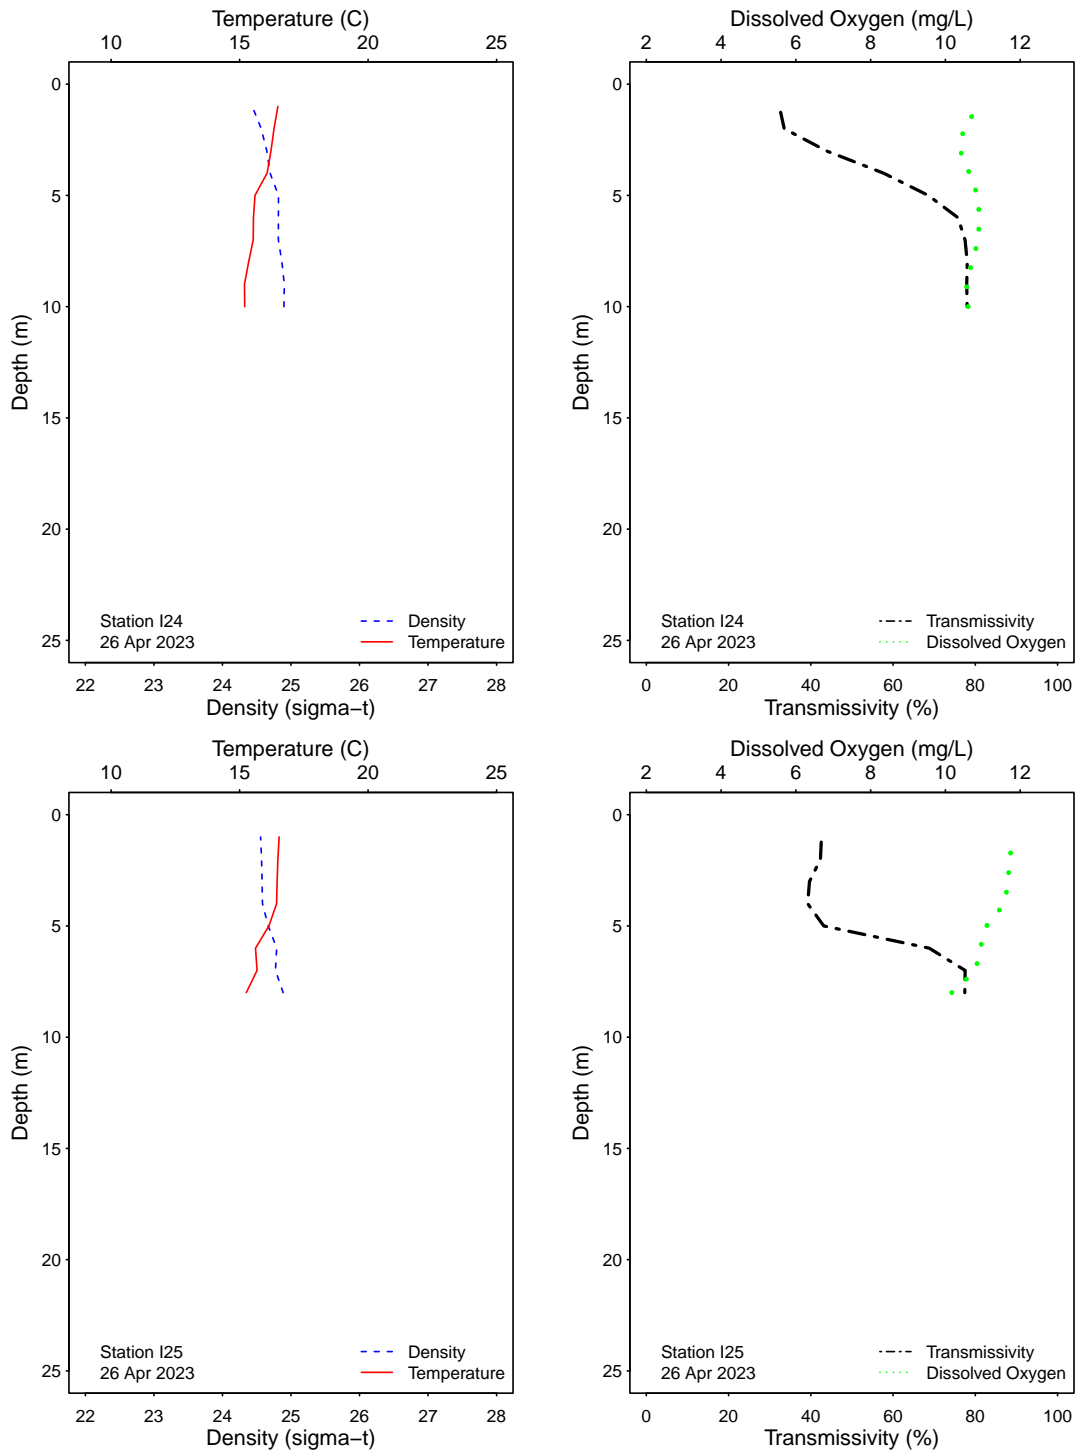 Temperature (C)
10 15 20 25
0
5
10
15
20
25
Depth (m)
Station I24
26 Apr 2023
Density
Temperature
22 23 24 25 26 27 28
Density (sigma−t)
Dissolved Oxygen (mg/L)
2 4 6 8 10 12
0
5
10
15
20
25
Depth (m)
Station I24
26 Apr 2023
Transmissivity
Dissolved Oxygen
0 20 40 60 80 100
Transmissivity (%)
Temperature (C)
10 15 20 25
0
5
10
15
20
25
Depth (m)
Station I25
26 Apr 2023
Density
Temperature
22 23 24 25 26 27 28
Density (sigma−t)
Dissolved Oxygen (mg/L)
2 4 6 8 10 12
0
5
10
15
20
25
Depth (m)
Station I25
26 Apr 2023
Transmissivity
Dissolved Oxygen
0 20 40 60 80 100
Transmissivity (%)